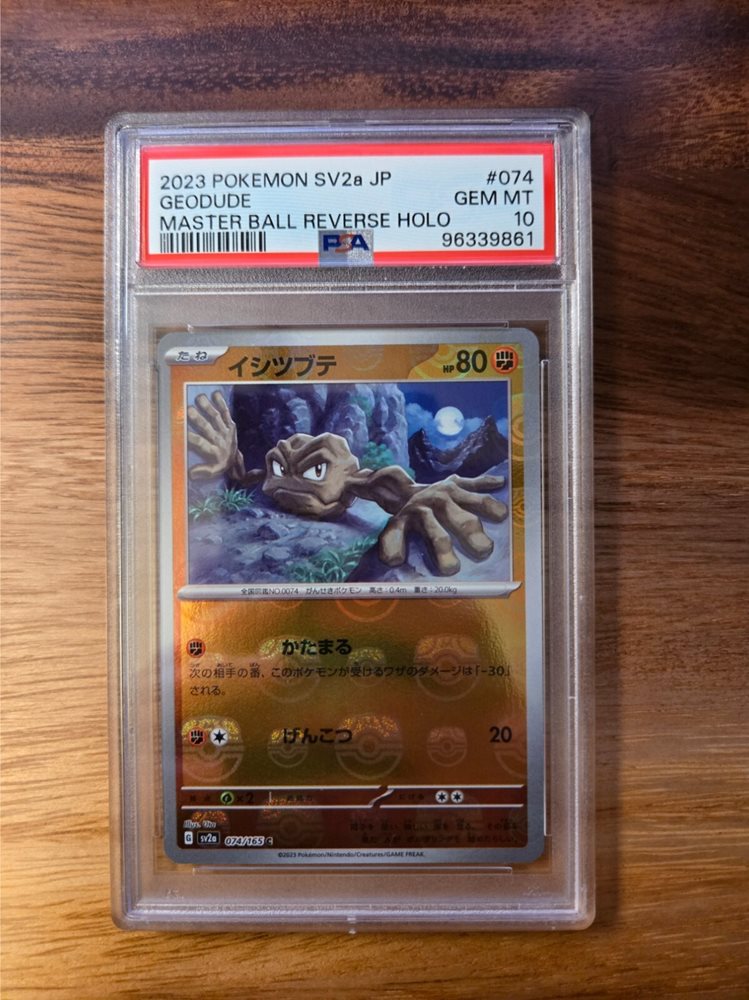 2023 POKEMON SV2a JP #074
GEODUDE GEM MT
MASTER BALL REVERSE HOLO 10
PSA 96339861
たね イシツブテ HP 80
全国図鑑NO.0074 がんせきポケモン 高さ:0.4m 重さ:20.0kg
かたまる
次の相手の番、このポケモンが受けるワザのダメージは「-30」
される。
げんこつ 20
×2
Illus.
G sv2a 074/165 C
©2023 Pokémon/Nintendo/Creatures/GAME FREAK.